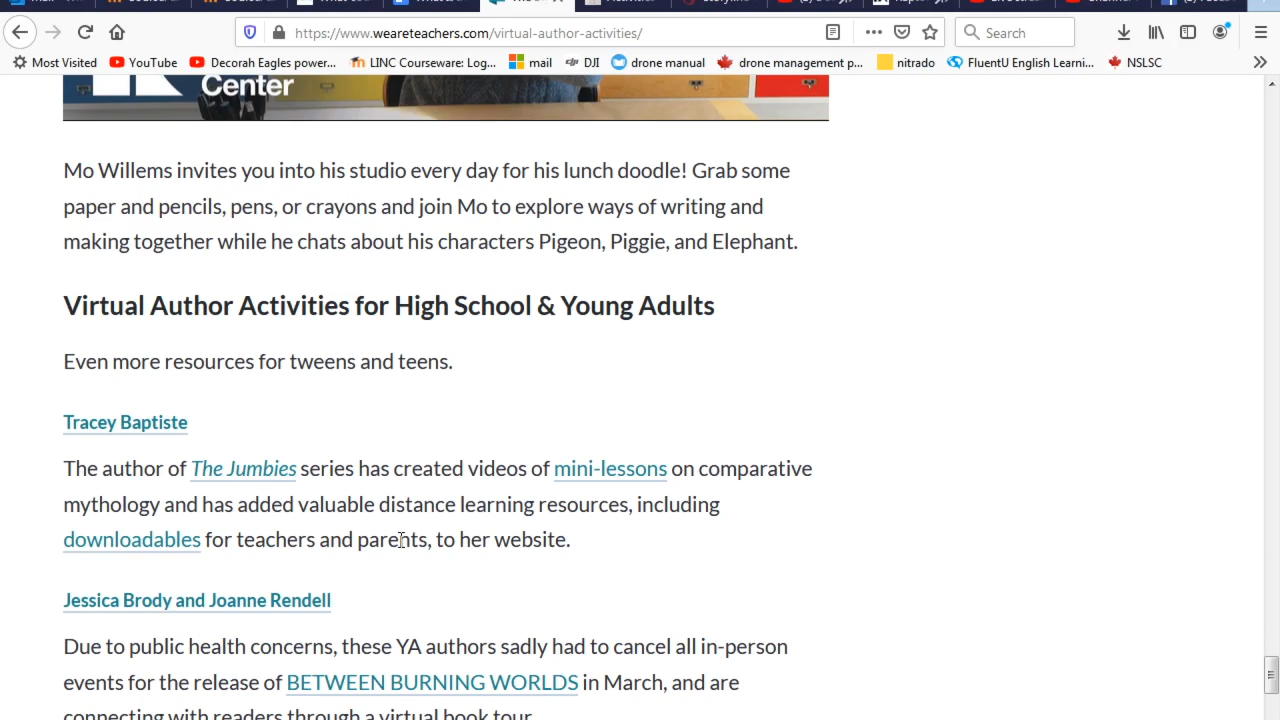 https://www.weareteachers.com/virtual-author-activities/
Search
Most Visited
YouTube
Decorah Eagles power...
LINC Courseware: Log...
mail
DJI
drone manual
drone management p...
nitrado
FluentU English Learni...
NSLSC
Center
Mo Willems invites you into his studio every day for his lunch doodle! Grab some
paper and pencils, pens, or crayons and join Mo to explore ways of writing and
making together while he chats about his characters Pigeon, Piggie, and Elephant.
Virtual Author Activities for High School & Young Adults
Even more resources for tweens and teens.
Tracey Baptiste
The author of The Jumbies series has created videos of mini-lessons on comparative
mythology and has added valuable distance learning resources, including
downloadables for teachers and parents, to her website.
Jessica Brody and Joanne Rendell
Due to public health concerns, these YA authors sadly had to cancel all in-person
events for the release of BETWEEN BURNING WORLDS in March, and are
connecting with readers through a virtual book tour.